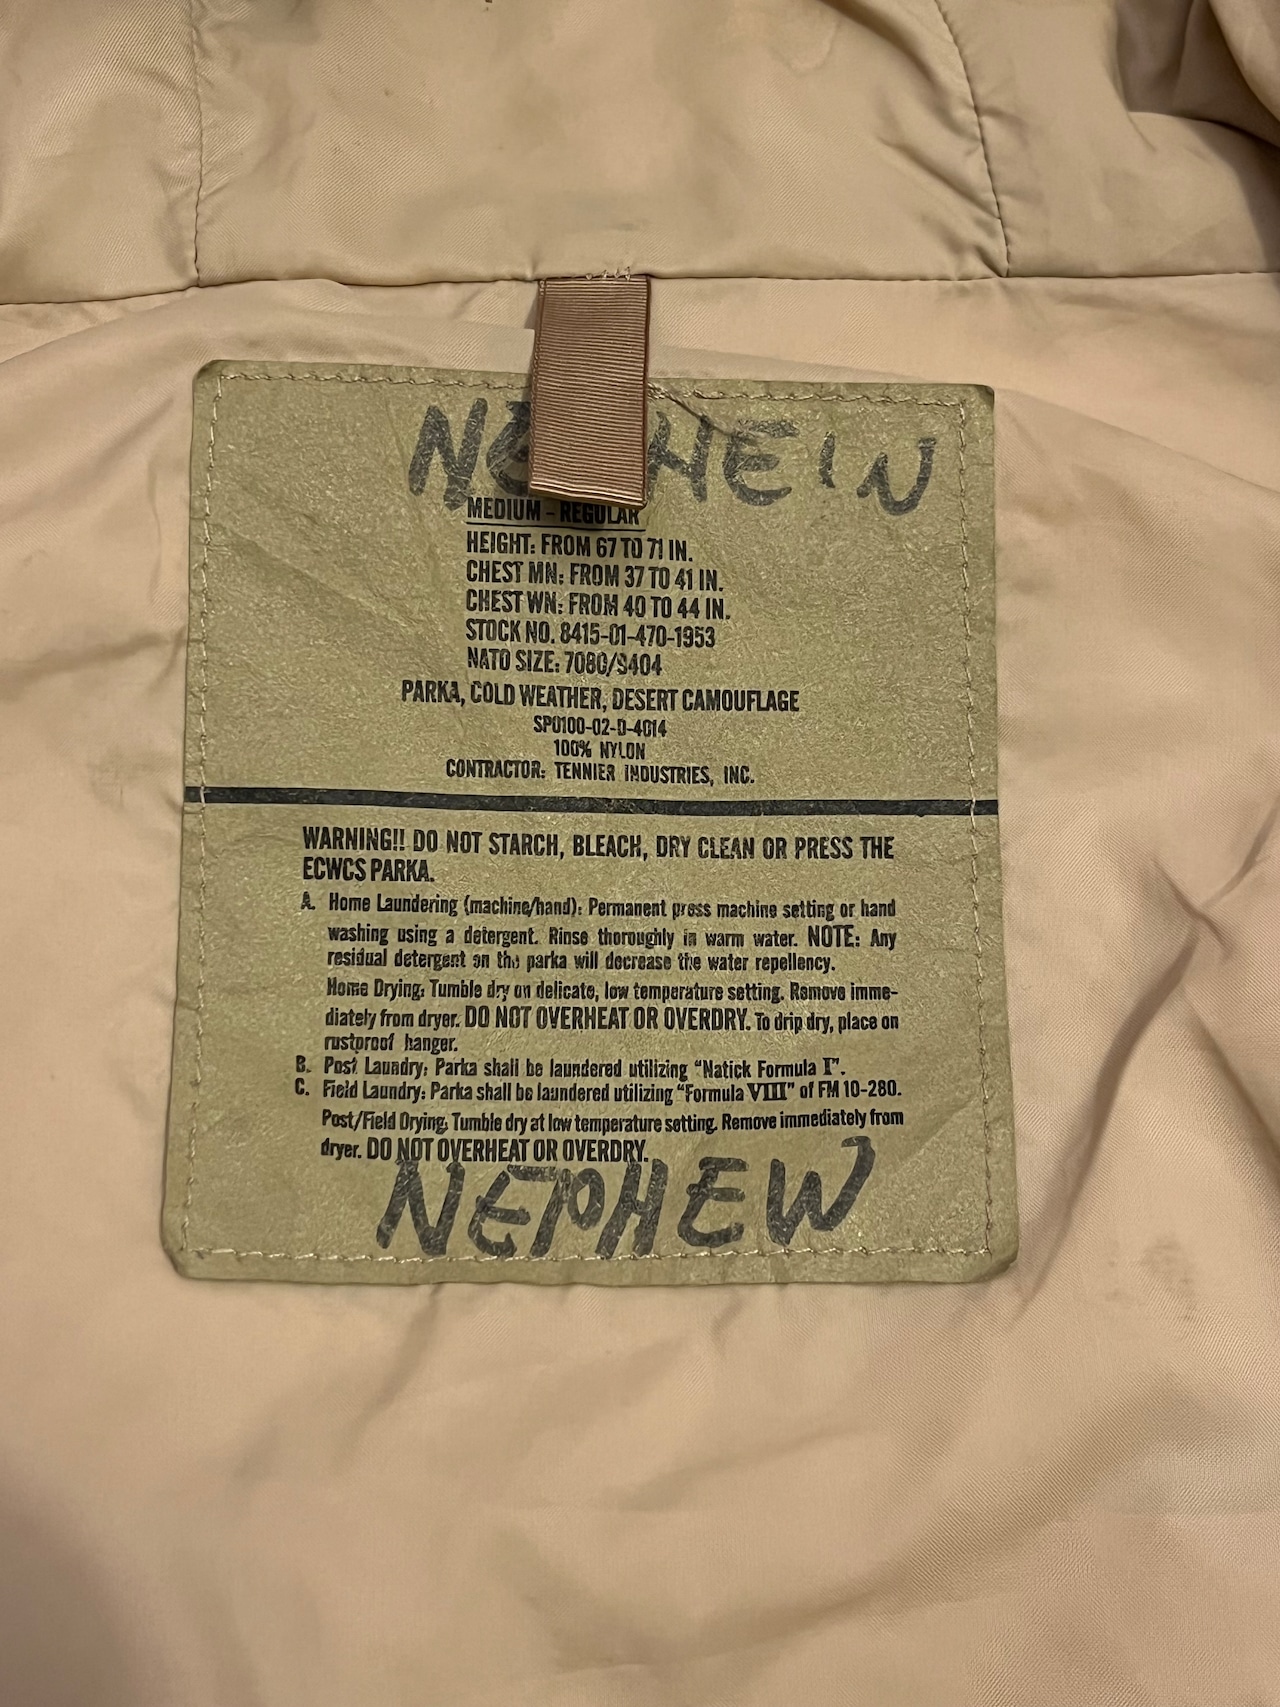 NEPHEW
MEDIUM - REGULAR
HEIGHT: FROM 67 TO 71 IN.
CHEST MN: FROM 37 TO 41 IN.
CHEST WN: FROM 40 TO 44 IN.
STOCK NO. 8415-01-470-1953
NATO SIZE: 7080/9404
PARKA, COLD WEATHER, DESERT CAMOUFLAGE
SP0100-02-D-4014
100% NYLON
CONTRACTOR: TENNIER INDUSTRIES, INC.
WARNING!! DO NOT STARCH, BLEACH, DRY CLEAN OR PRESS THE
ECWCS PARKA.
A. Home Laundering (machine/hand): Permanent press machine setting or hand
washing using a detergent. Rinse thoroughly in warm water. NOTE: Any
residual detergent on the parka will decrease the water repellency.
Home Drying: Tumble dry on delicate, low temperature setting. Remove imme-
diately from dryer. DO NOT OVERHEAT OR OVERDRY. To drip dry, place on
rustproof hanger.
B. Post Laundry: Parka shall be laundered utilizing "Natick Formula I".
C. Field Laundry: Parka shall be laundered utilizing "Formula VIII" of FM 10-280.
Post/Field Drying: Tumble dry at low temperature setting. Remove immediately from
dryer. DO NOT OVERHEAT OR OVERDRY.
NEPHEW